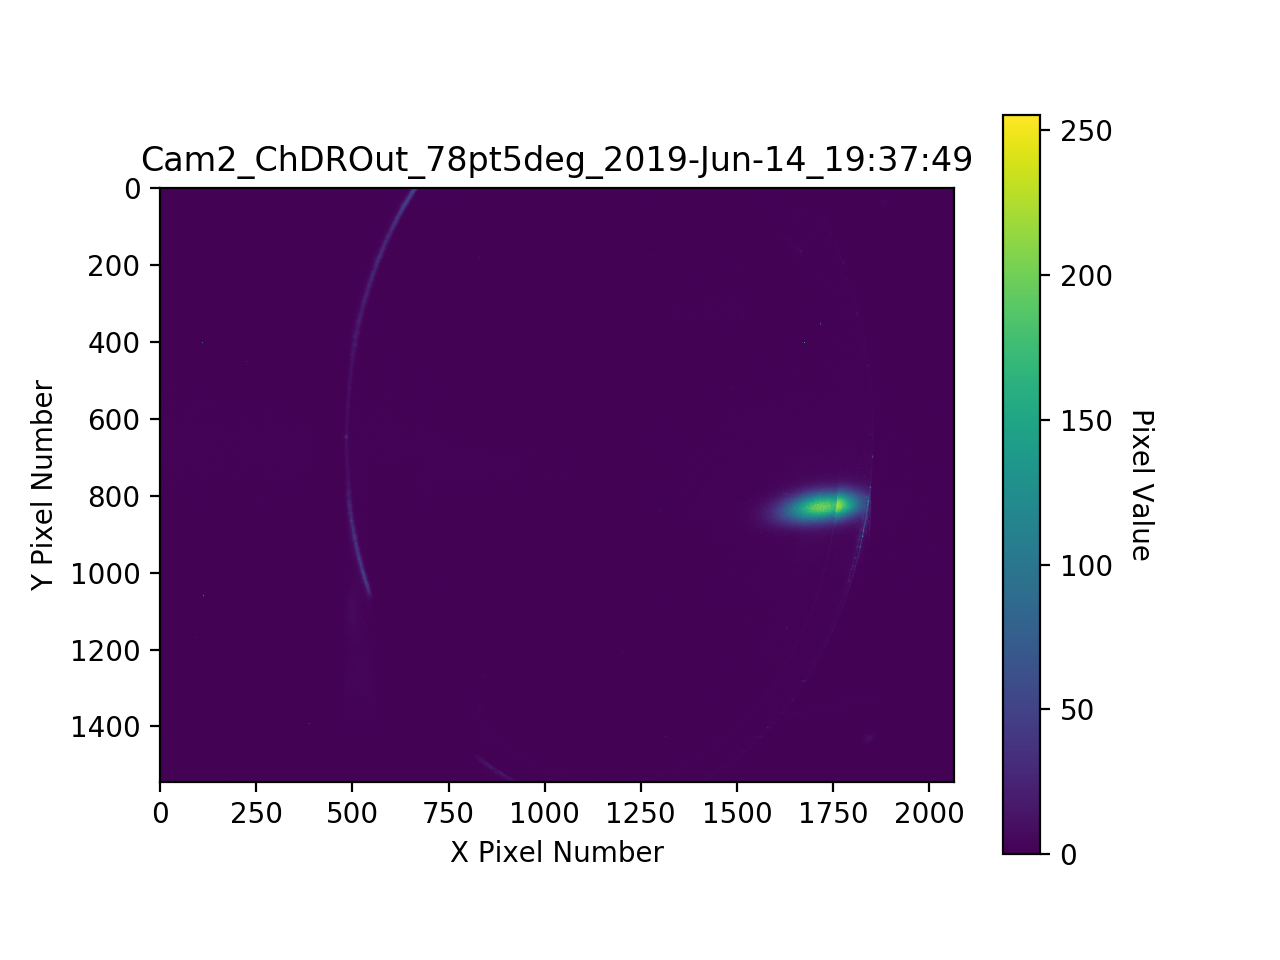 Cam2_ChDROut_78pt5deg_2019-Jun-14_19:37:49
0
200
400
600
800
1000
1200
1400
Y Pixel Number
0 250 500 750 1000 1250 1500 1750 2000
X Pixel Number
250
200
150
100
50
0
Pixel Value